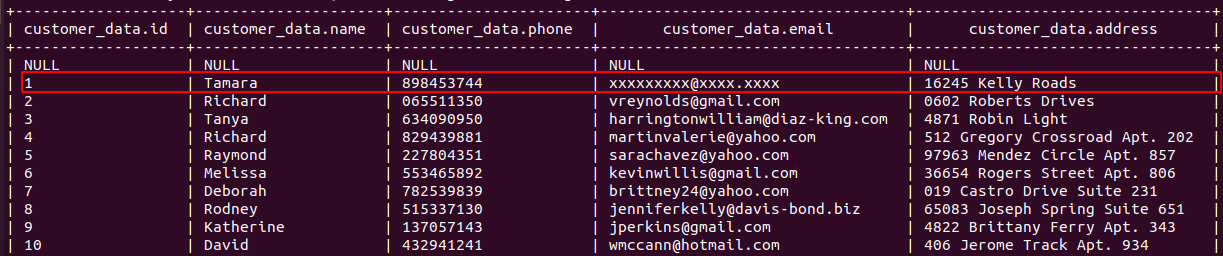 customer_data.id | customer_data.name | customer_data.phone | customer_data.email | customer_data.address
| NULL | NULL | NULL | NULL | NULL |
| 1 | Tamara | 898453744 | xxxxxxxxx@xxxx.xxxx | 16245 Kelly Roads |
| 2 | Richard | 065511350 | vreynolds@gmail.com | 0602 Roberts Drives |
| 3 | Tanya | 634090950 | harringtonwilliam@diaz-king.com | 4871 Robin Light |
| 4 | Richard | 829439881 | martinvalerie@yahoo.com | 512 Gregory Crossroad Apt. 202 |
| 5 | Raymond | 227804351 | sarachavez@yahoo.com | 97963 Mendez Circle Apt. 857 |
| 6 | Melissa | 553465892 | kevinwillis@gmail.com | 36654 Rogers Street Apt. 806 |
| 7 | Deborah | 782539839 | brittney24@yahoo.com | 019 Castro Drive Suite 231 |
| 8 | Rodney | 515337130 | jenniferkelly@davis-bond.biz | 65083 Joseph Spring Suite 651 |
| 9 | Katherine | 137057143 | jperkins@gmail.com | 4822 Brittany Ferry Apt. 343 |
| 10 | David | 432941241 | wmccann@hotmail.com | 406 Jerome Track Apt. 934 |